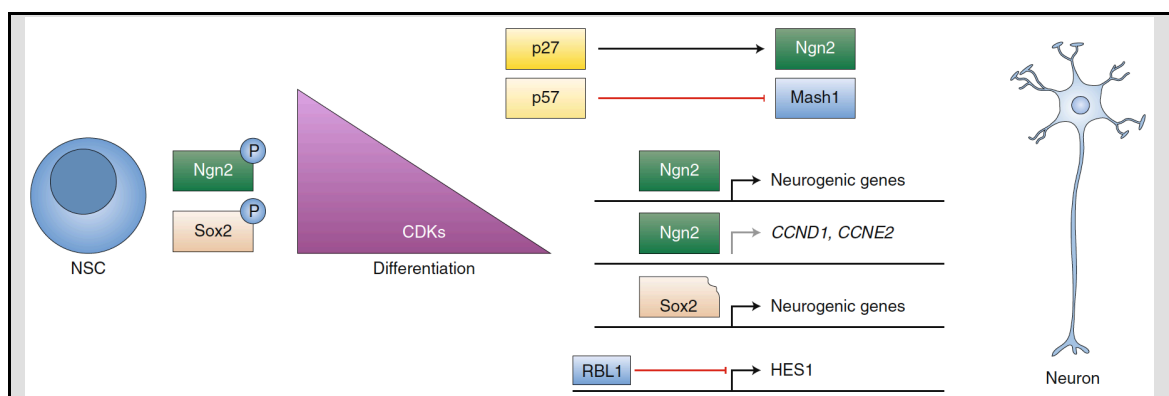 p27
Ngn2
p57
Mash1
P
Ngn2
P
Sox2
NSC
CDKs
Differentiation
Ngn2
Neurogenic genes
Ngn2
CCND1, CCNE2
Sox2
Neurogenic genes
RBL1
HES1
Neuron